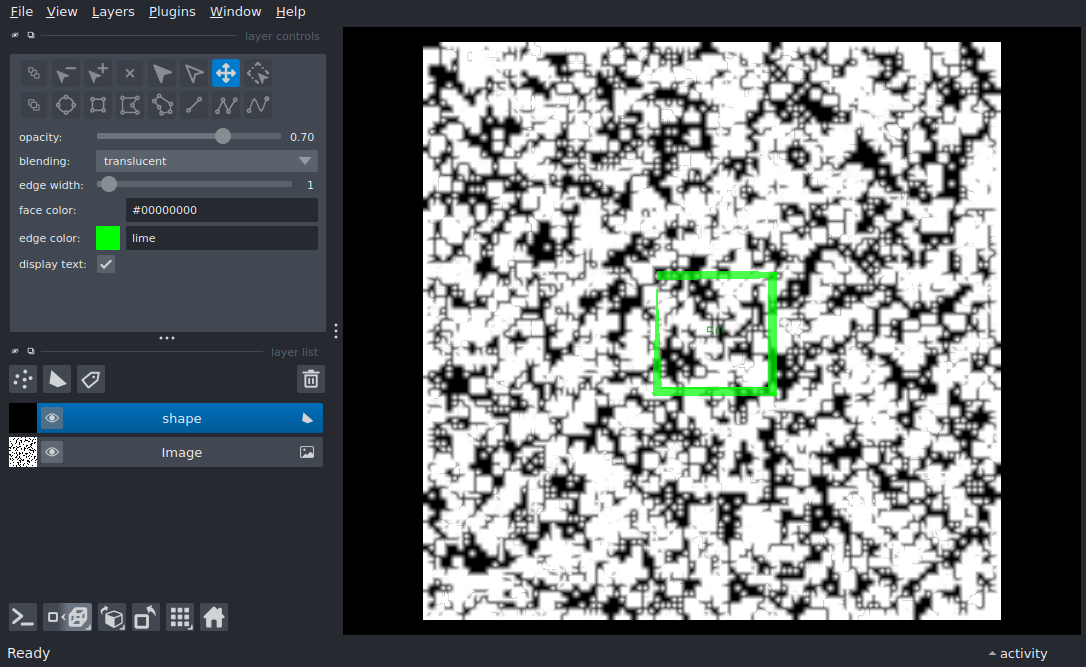 File View Layers Plugins Window Help
layer controls
opacity: 0.70
blending: translucent
edge width: 1
face color: #00000000
edge color: lime
display text:
layer list
shape
Image
Ready
activity